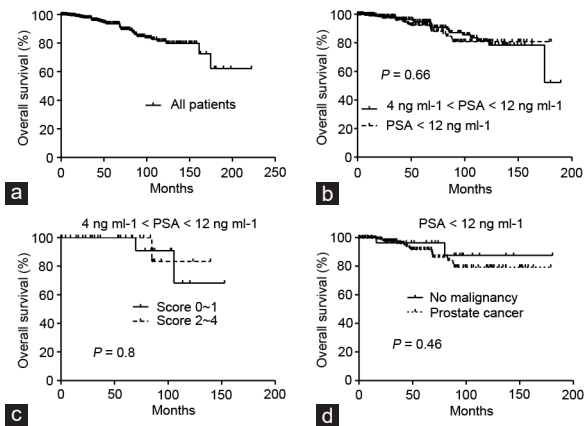 Overall survival (%)
100
80
60
40
20
0
All patients
0 50 100 150 200 250
Months
a
Overall survival (%)
100
80
60
40
20
0
P = 0.66
4 ng ml-1 < PSA < 12 ng ml-1
PSA < 12 ng ml-1
0 50 100 150 200
Months
b
4 ng ml-1 < PSA < 12 ng ml-1
Overall survival (%)
100
80
60
40
20
0
Score 0~1
Score 2~4
P = 0.8
0 50 100 150 200
Months
c
PSA < 12 ng ml-1
Overall survival (%)
100
80
60
40
20
0
No malignancy
Prostate cancer
P = 0.46
0 50 100 150 200
Months
d